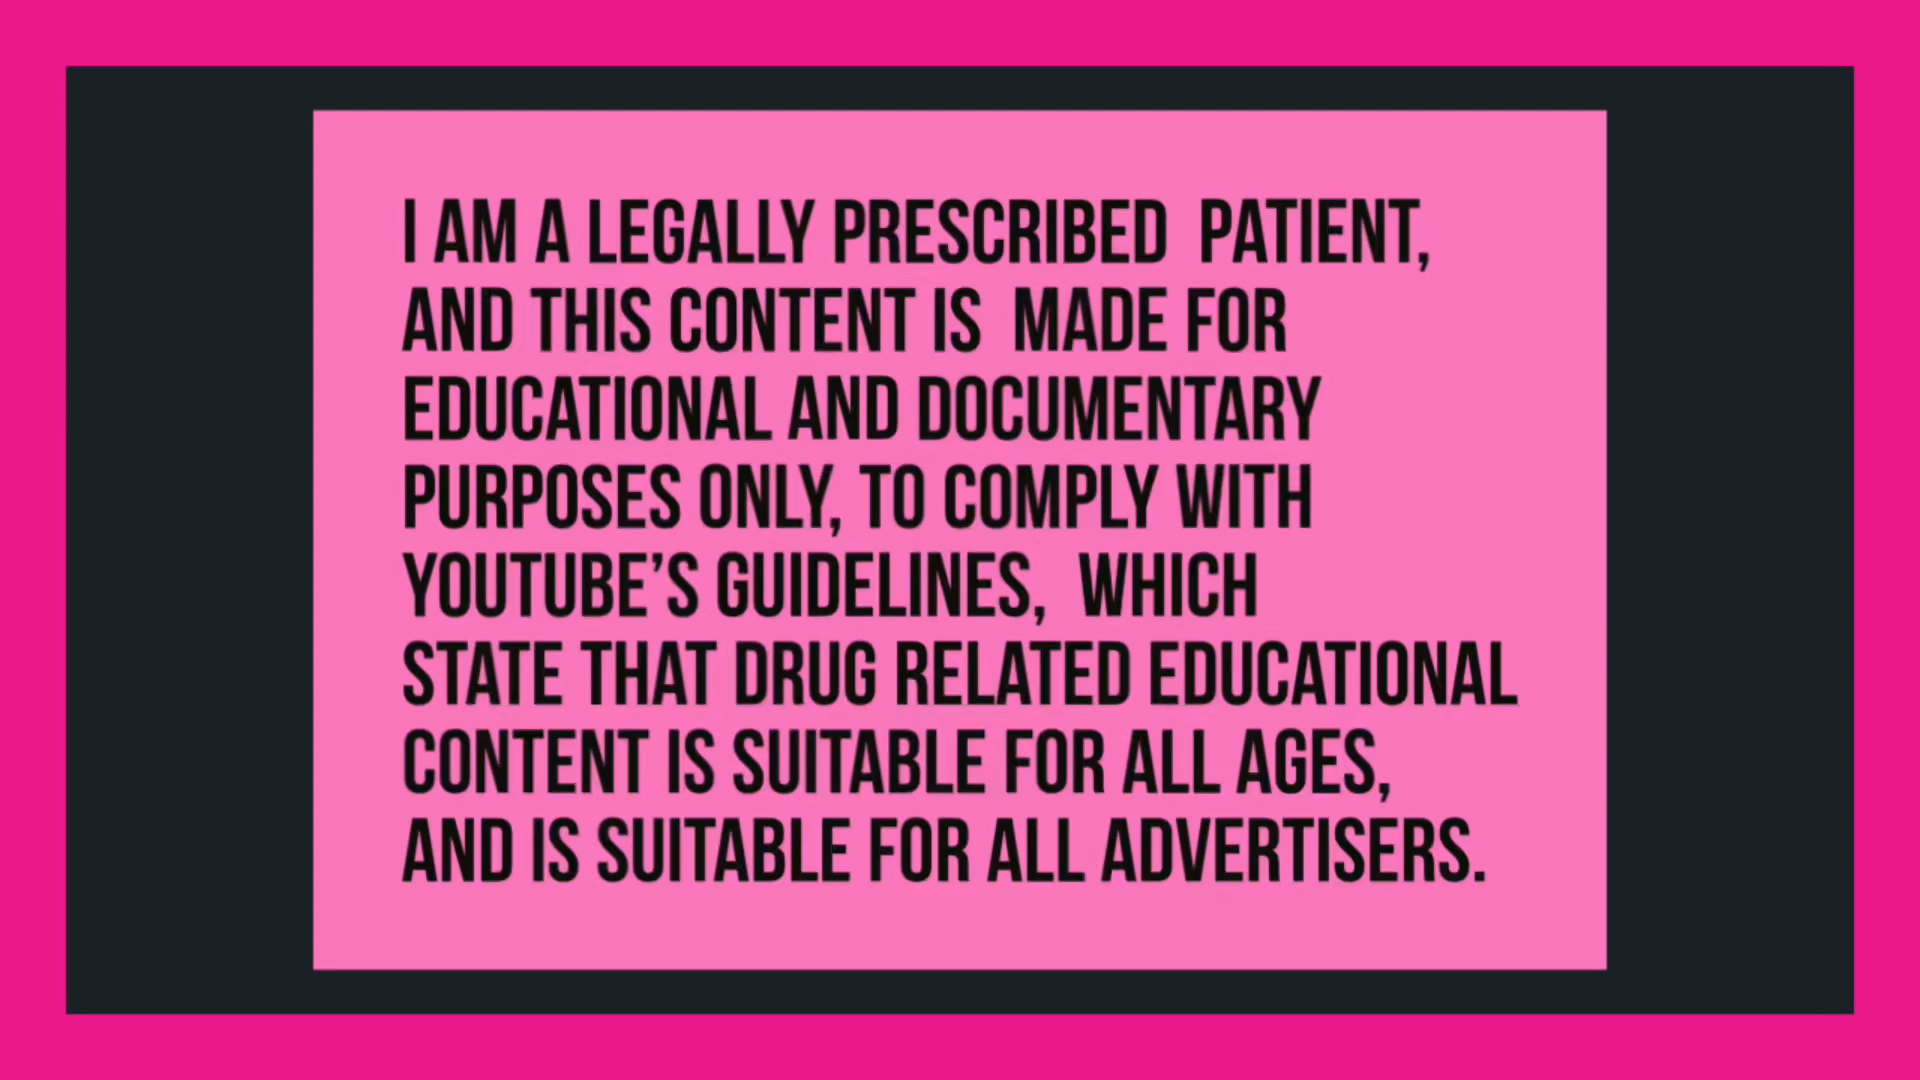 I AM A LEGALLY PRESCRIBED PATIENT,
AND THIS CONTENT IS MADE FOR
EDUCATIONAL AND DOCUMENTARY
PURPOSES ONLY, TO COMPLY WITH
YOUTUBE’S GUIDELINES, WHICH
STATE THAT DRUG RELATED EDUCATIONAL
CONTENT IS SUITABLE FOR ALL AGES,
AND IS SUITABLE FOR ALL ADVERTISERS.